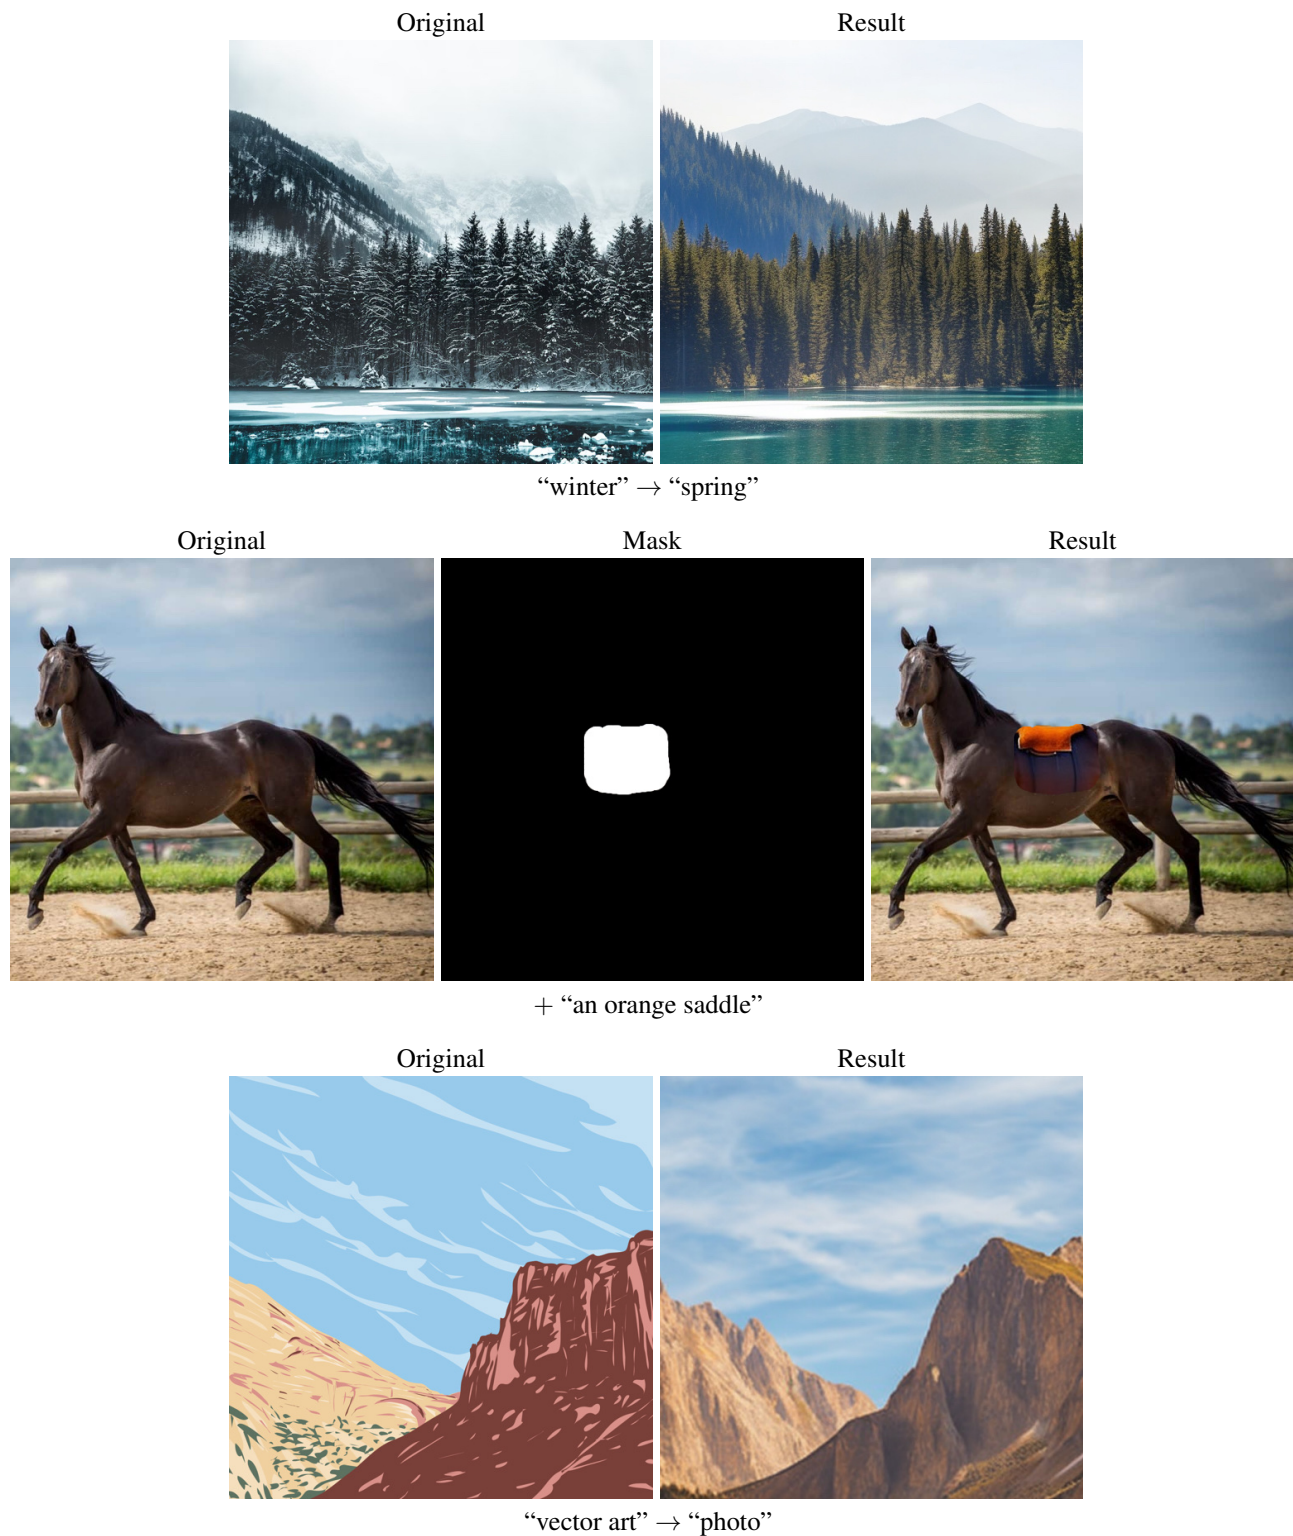 Original Result
“winter” → “spring”
Original Mask Result
+ “an orange saddle”
Original Result
“vector art” → “photo”